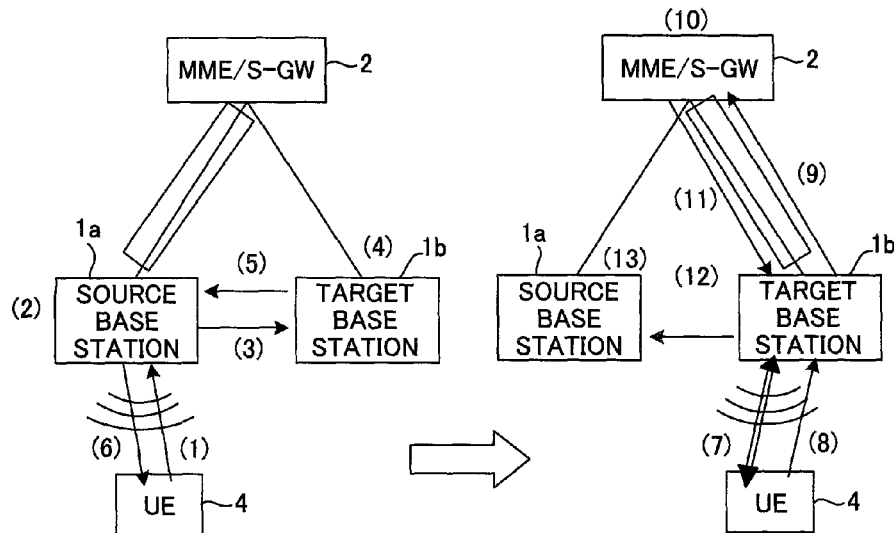 MME/S-GW
2
1a
(4)
1b
(5)
(2)
SOURCE
BASE
STATION
TARGET
BASE
STATION
(3)
(6)
(1)
UE
4
(10)
MME/S-GW
2
(9)
(11)
1a
(13)
(12)
1b
SOURCE
BASE
STATION
TARGET
BASE
STATION
(7)
(8)
UE
4